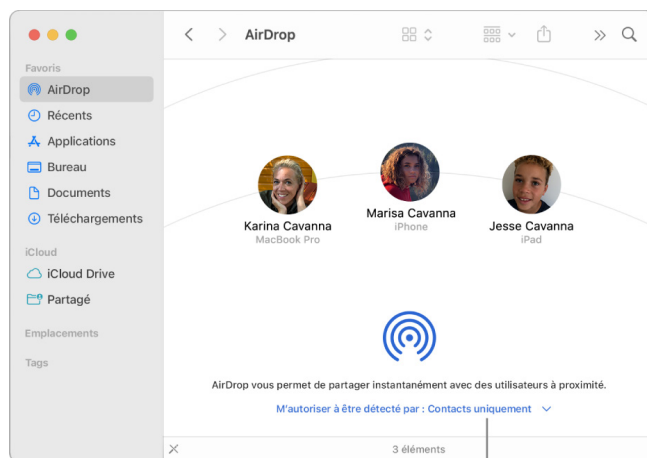 AirDrop
Favoris
AirDrop
Récents
Applications
Bureau
Documents
Téléchargements
iCloud
iCloud Drive
Partagé
Emplacements
Tags
Karina Cavanna
MacBook Pro
Marisa Cavanna
iPhone
Jesse Cavanna
iPad
AirDrop vous permet de partager instantanément avec des utilisateurs à proximité.
M'autoriser à être détecté par : Contacts uniquement
3 éléments